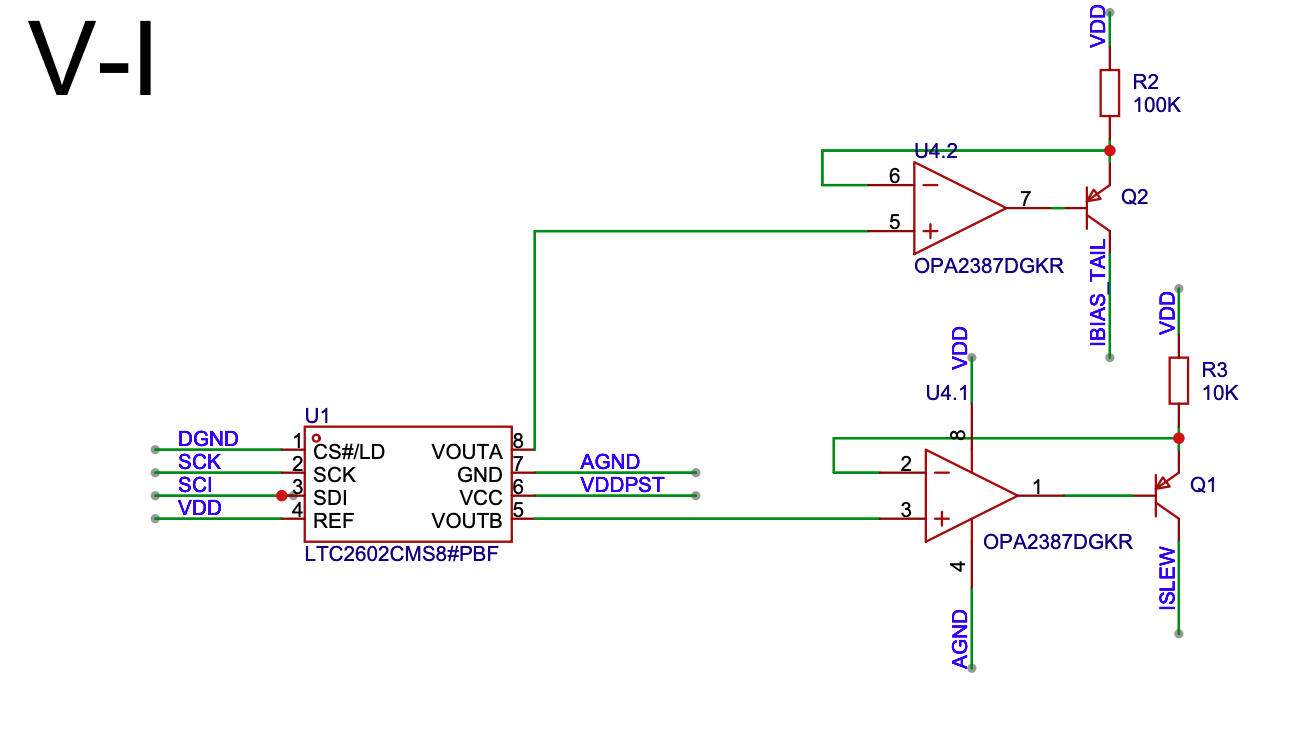 V-I
VDD
R2
100K
U4.2
6
7
5
Q2
OPA2387DGKR
IBIAS_TAIL
VDD
VDD
R3
10K
U4.1
8
2
1
3
Q1
OPA2387DGKR
4
ISLEW
AGND
U1
DGND 1 CS#/LD VOUTA 8
SCK 2 SCK GND 7 AGND
SCI 3 SDI VCC 6 VDDPST
VDD 4 REF VOUTB 5
LTC2602CMS8#PBF